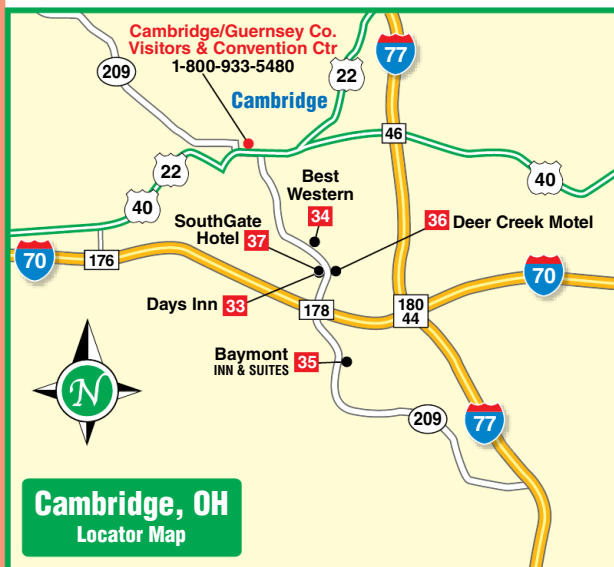 Cambridge/Guernsey Co.
Visitors & Convention Ctr
1-800-933-5480
209
22
77
Cambridge
46
22
40
40
Best
Western
34
SouthGate
Hotel 37
36 Deer Creek Motel
70
176
70
Days Inn 33
178
180
44
Baymont
INN & SUITES
35
N
209
77
Cambridge, OH
Locator Map